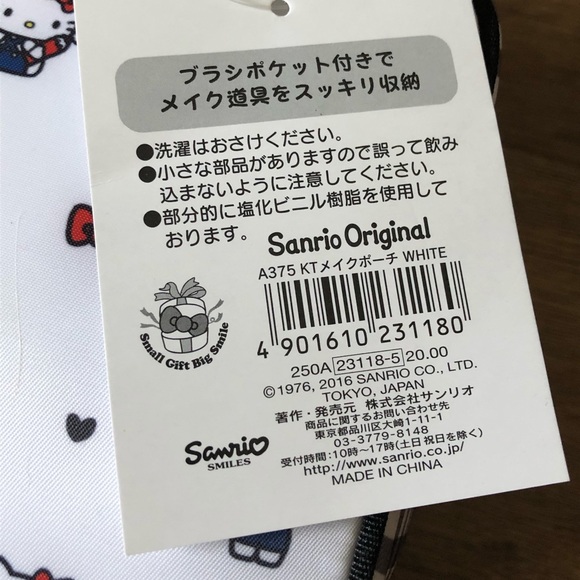 ブラシポケット付きで
メイク道具をスッキリ収納
●洗濯はおさけください。
●小さな部品がありますので誤って飲み
込まないように注意してください。
●部分的に塩化ビニル樹脂を使用して
おります。
Sanrio Original
A375 KTメイクポーチ WHITE
Small Gift Big Smile
4 901610 231180
250A 23118-5 20.00
©1976, 2016 SANRIO CO., LTD.
TOKYO, JAPAN
著作・発売元 株式会社サンリオ
商品に関するお問い合わせ先
東京都品川区大崎1-11-1
03-3779-8148
受付時間:10時~17時(土日祝日を除く)
http://www.sanrio.co.jp/
MADE IN CHINA
Sanrio
SMILES